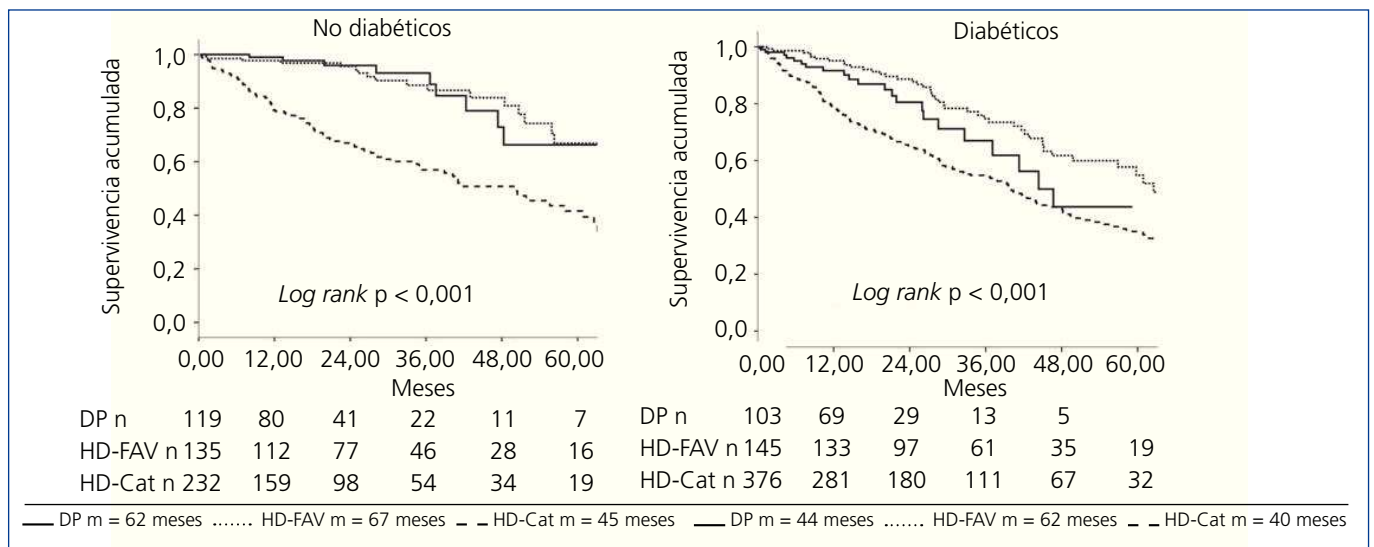 No diabéticos
Supervivencia acumulada
1,0
0,8
0,6
0,4
0,2
0,0
Log rank p < 0,001
0,00 12,00 24,00 36,00 48,00 60,00
Meses
DP n 119 80 41 22 11 7
HD-FAV n 135 112 77 46 28 16
HD-Cat n 232 159 98 54 34 19
Diabéticos
Supervivencia acumulada
1,0
0,8
0,6
0,4
0,2
0,0
Log rank p < 0,001
0,00 12,00 24,00 36,00 48,00 60,00
Meses
DP n 103 69 29 13 5
HD-FAV n 145 133 97 61 35 19
HD-Cat n 376 281 180 111 67 32
DP m = 62 meses HD-FAV m = 67 meses HD-Cat m = 45 meses DP m = 44 meses HD-FAV m = 62 meses HD-Cat m = 40 meses